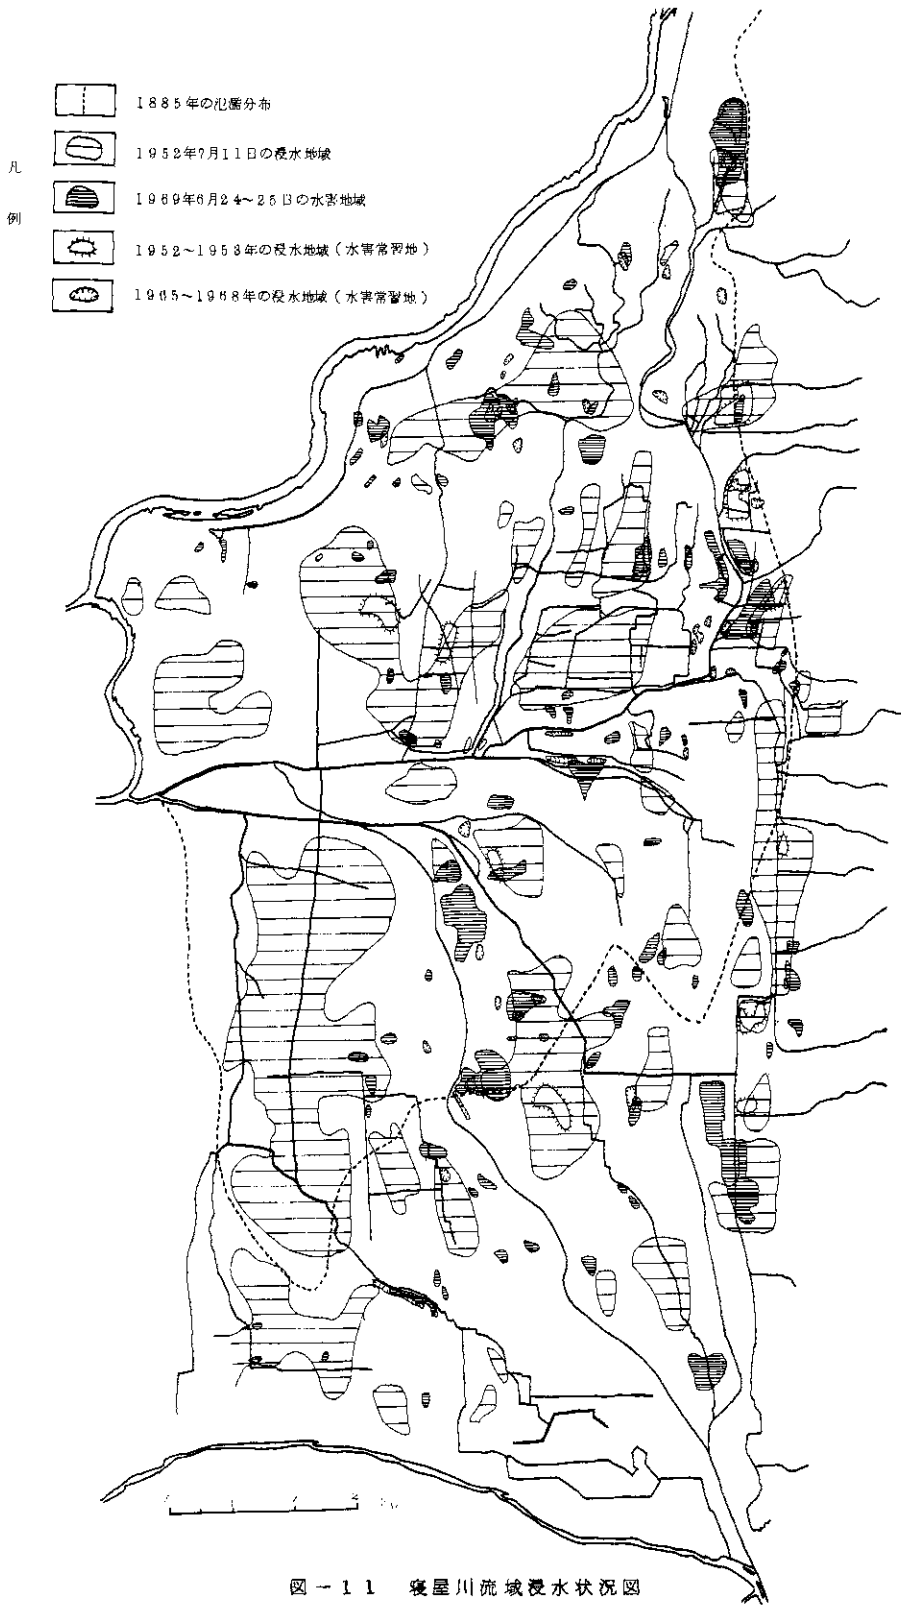 凡例
1885年の氾濫分布
1952年7月11日の浸水地域
1969年6月24~25日の水害地域
1952~1953年の浸水地域(水害常習地)
1965~1968年の浸水地域(水害常習地)
図-11 寝屋川流域浸水状況図